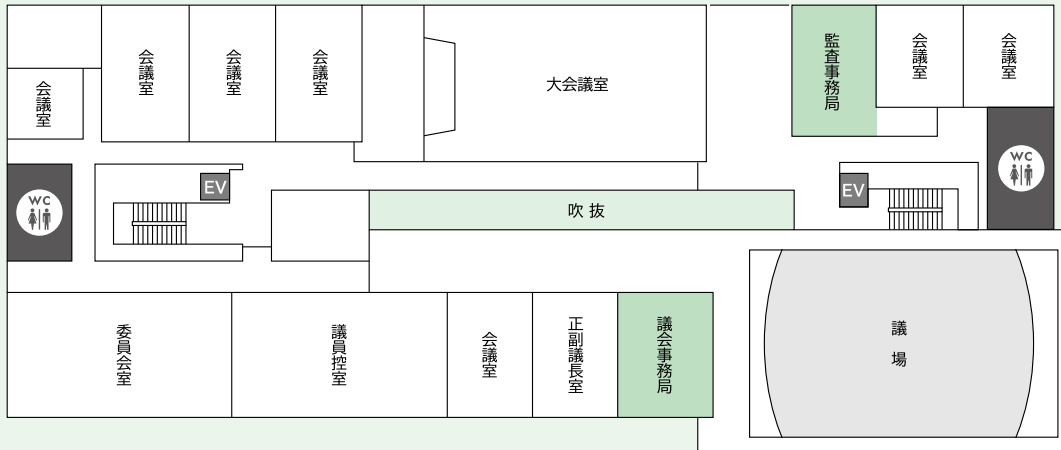 会議室
会議室
会議室
会議室
大会議室
監査事務局
会議室
会議室
WC
EV
吹抜
EV
WC
委員会室
議員控室
会議室
正副議長室
議会事務局
議場